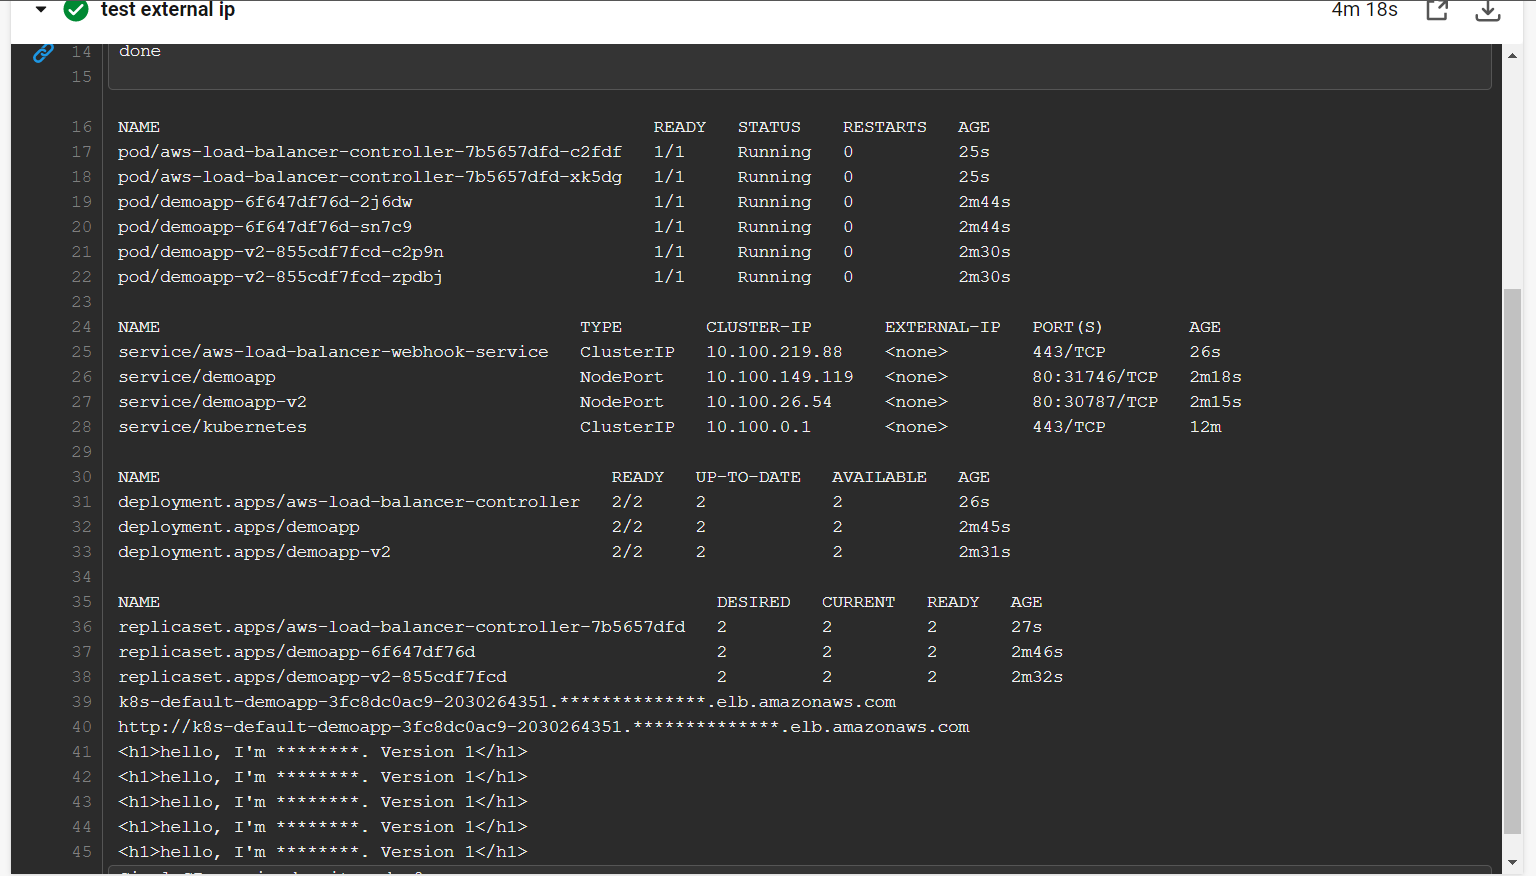 test external ip 4m 18s
14 done
15
16 NAME READY STATUS RESTARTS AGE
17 pod/aws-load-balancer-controller-7b5657dfd-c2fdf 1/1 Running 0 25s
18 pod/aws-load-balancer-controller-7b5657dfd-xk5dg 1/1 Running 0 25s
19 pod/demoapp-6f647df76d-2j6dw 1/1 Running 0 2m44s
20 pod/demoapp-6f647df76d-sn7c9 1/1 Running 0 2m44s
21 pod/demoapp-v2-855cdf7fcd-c2p9n 1/1 Running 0 2m30s
22 pod/demoapp-v2-855cdf7fcd-zpdbj 1/1 Running 0 2m30s
23
24 NAME TYPE CLUSTER-IP EXTERNAL-IP PORT(S) AGE
25 service/aws-load-balancer-webhook-service ClusterIP 10.100.219.88 <none> 443/TCP 26s
26 service/demoapp NodePort 10.100.149.119 <none> 80:31746/TCP 2m18s
27 service/demoapp-v2 NodePort 10.100.26.54 <none> 80:30787/TCP 2m15s
28 service/kubernetes ClusterIP 10.100.0.1 <none> 443/TCP 12m
29
30 NAME READY UP-TO-DATE AVAILABLE AGE
31 deployment.apps/aws-load-balancer-controller 2/2 2 2 26s
32 deployment.apps/demoapp 2/2 2 2 2m45s
33 deployment.apps/demoapp-v2 2/2 2 2 2m31s
34
35 NAME DESIRED CURRENT READY AGE
36 replicaset.apps/aws-load-balancer-controller-7b5657dfd 2 2 2 27s
37 replicaset.apps/demoapp-6f647df76d 2 2 2 2m46s
38 replicaset.apps/demoapp-v2-855cdf7fcd 2 2 2 2m32s
39 k8s-default-demoapp-3fc8dc0ac9-2030264351.**************.elb.amazonaws.com
40 http://k8s-default-demoapp-3fc8dc0ac9-2030264351.**************.elb.amazonaws.com
41 <h1>hello, I'm ********. Version 1</h1>
42 <h1>hello, I'm ********. Version 1</h1>
43 <h1>hello, I'm ********. Version 1</h1>
44 <h1>hello, I'm ********. Version 1</h1>
45 <h1>hello, I'm ********. Version 1</h1>